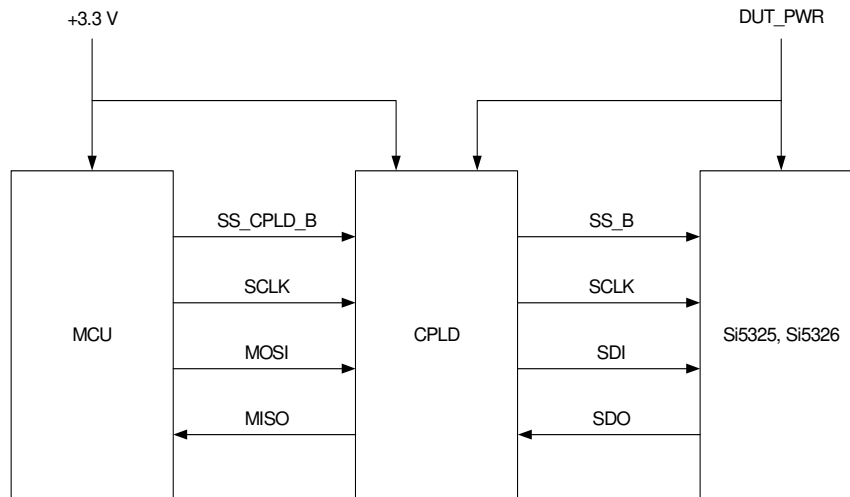 +3.3 V
DUT_PWR
SS_CPLD_B
SS_B
SCLK
SCLK
MCU
CPLD
Si5325, Si5326
MOSI
SDI
MISO
SDO